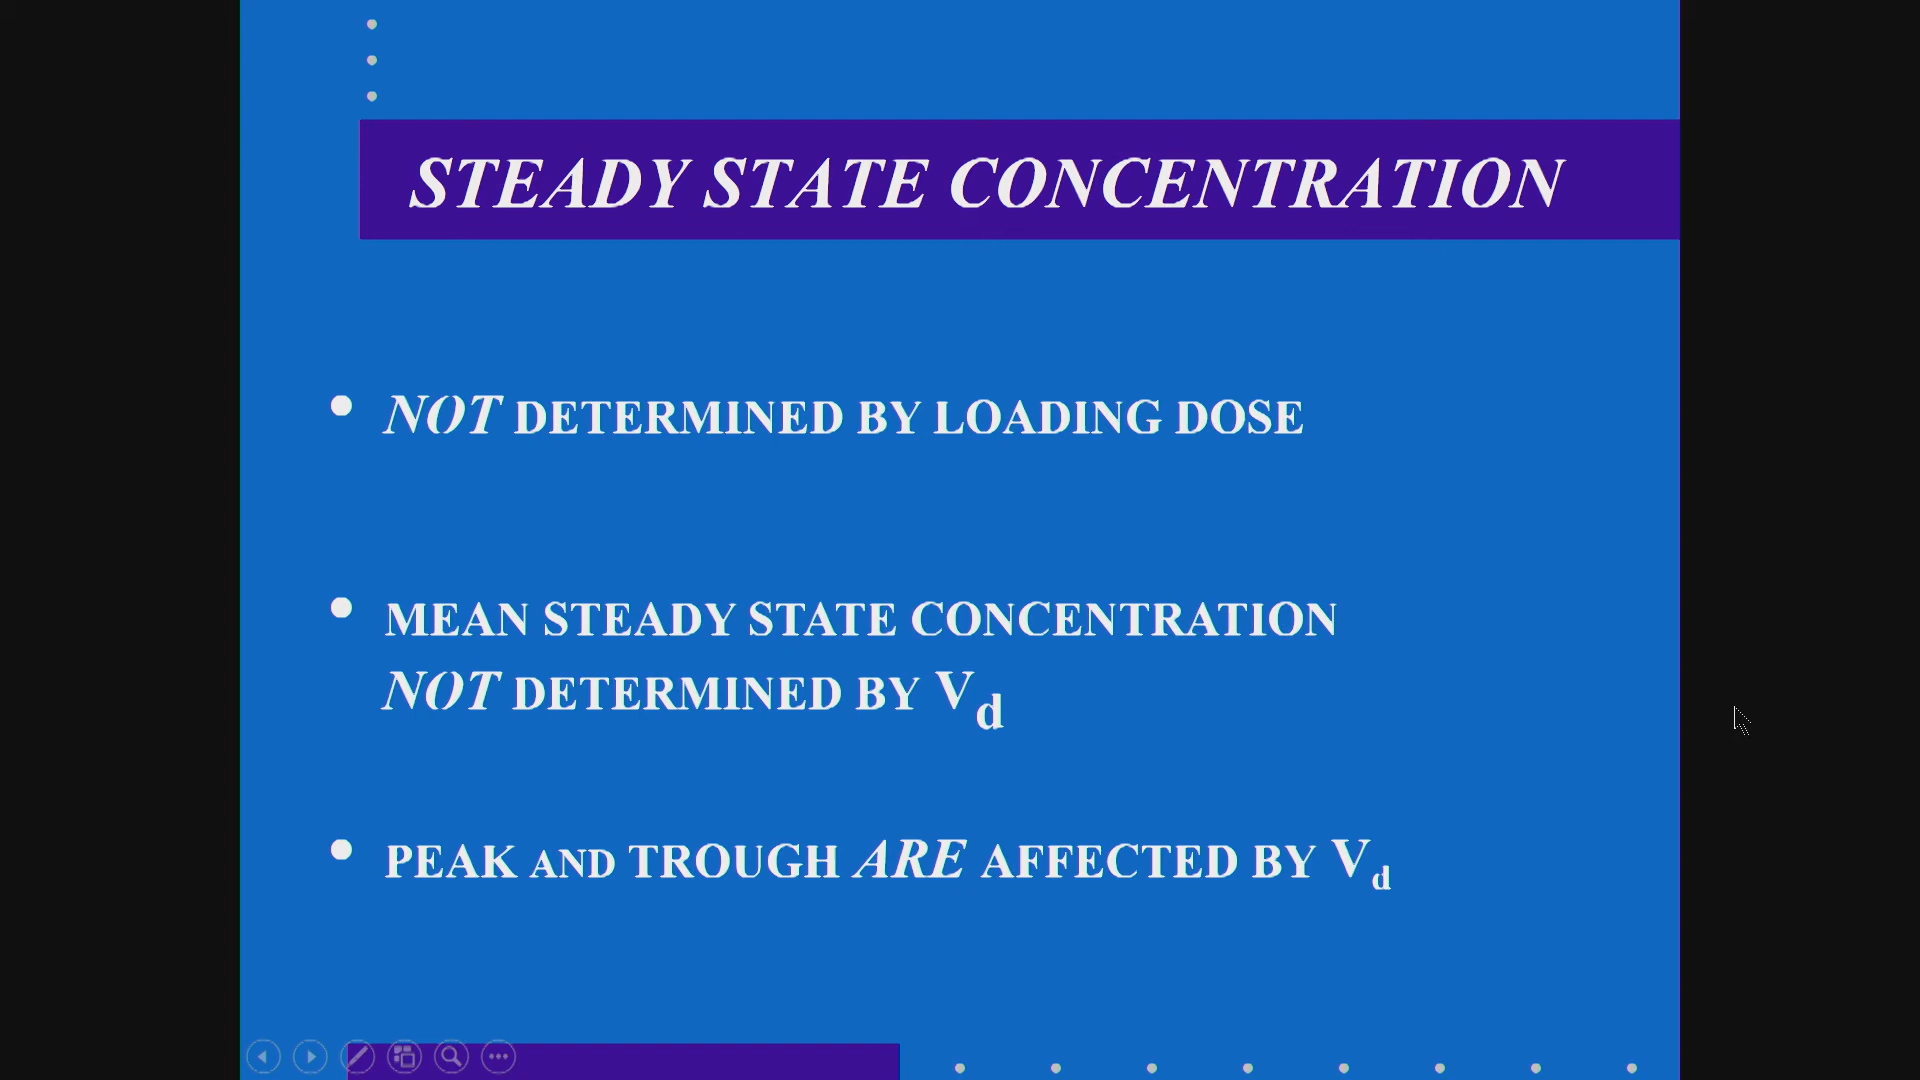 STEADY STATE CONCENTRATION
• NOT DETERMINED BY LOADING DOSE
• MEAN STEADY STATE CONCENTRATION
NOT DETERMINED BY Vd
• PEAK AND TROUGH ARE AFFECTED BY Vd